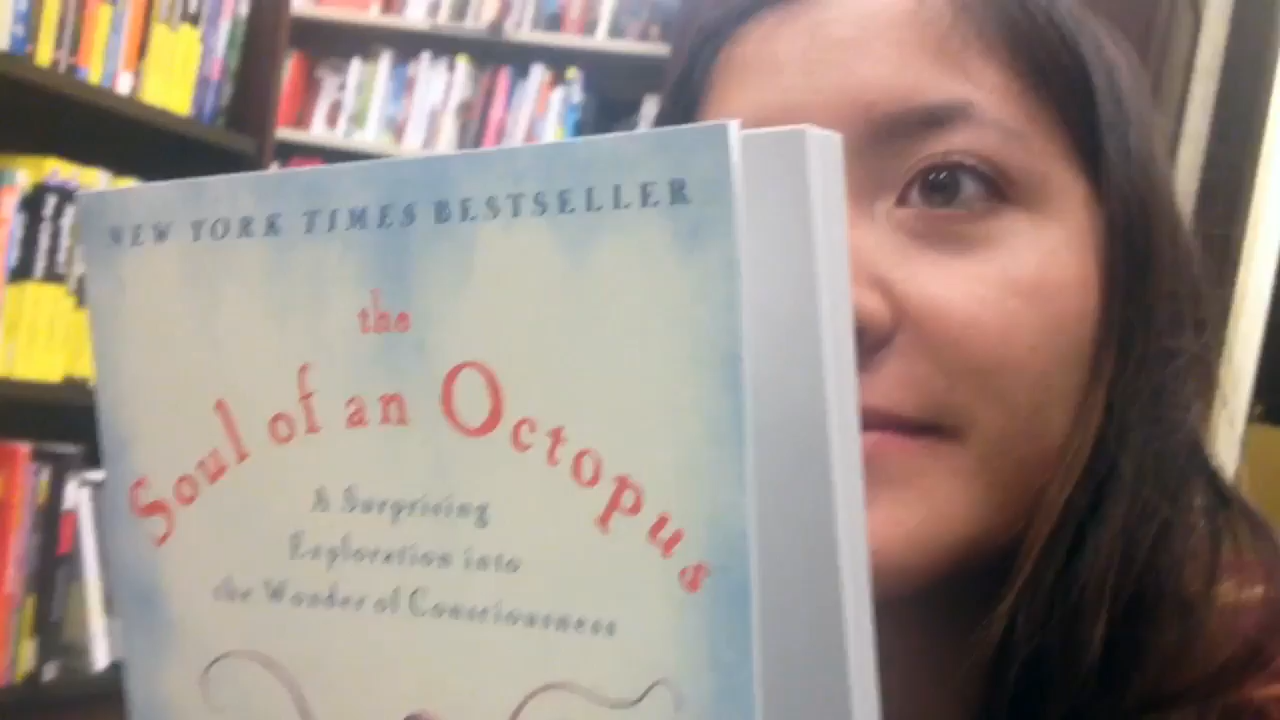 NEW YORK TIMES BESTSELLER
the
Soul of an Octopus
A Surprising
Exploration into
the Wonder of Consciousness